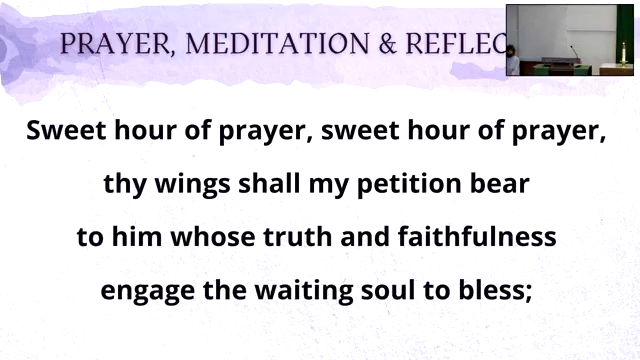 PRAYER, MEDITATION &
Sweet hour of prayer, sweet hour of prayer,
thy wings shall my petition bear
to him whose truth and faithfulness
engage the waiting soul to bless;